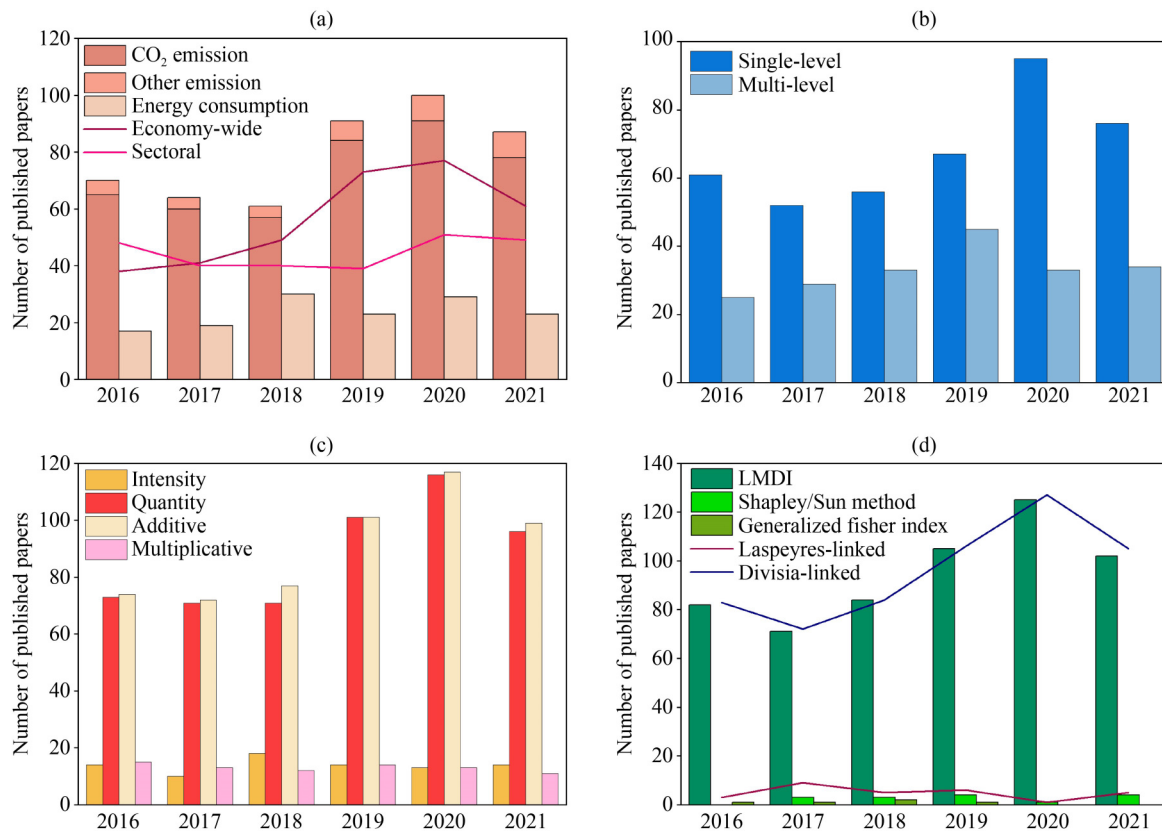 (a)
Number of published papers
120
100
80
60
40
20
0
CO₂ emission
Other emission
Energy consumption
Economy-wide
Sectoral
2016 2017 2018 2019 2020 2021
(b)
Number of published papers
100
80
60
40
20
0
Single-level
Multi-level
2016 2017 2018 2019 2020 2021
(c)
Number of published papers
120
100
80
60
40
20
0
Intensity
Quantity
Additive
Multiplicative
2016 2017 2018 2019 2020 2021
(d)
Number of published papers
140
120
100
80
60
40
20
0
LMDI
Shapley/Sun method
Generalized fisher index
Laspeyres-linked
Divisia-linked
2016 2017 2018 2019 2020 2021